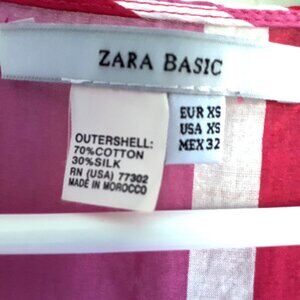 ZARA BASIC
OUTERSHELL:
70%COTTON
30%SILK
RN (USA) 77302
MADE IN MOROCCO
EUR XS
USA XS
MEX 32